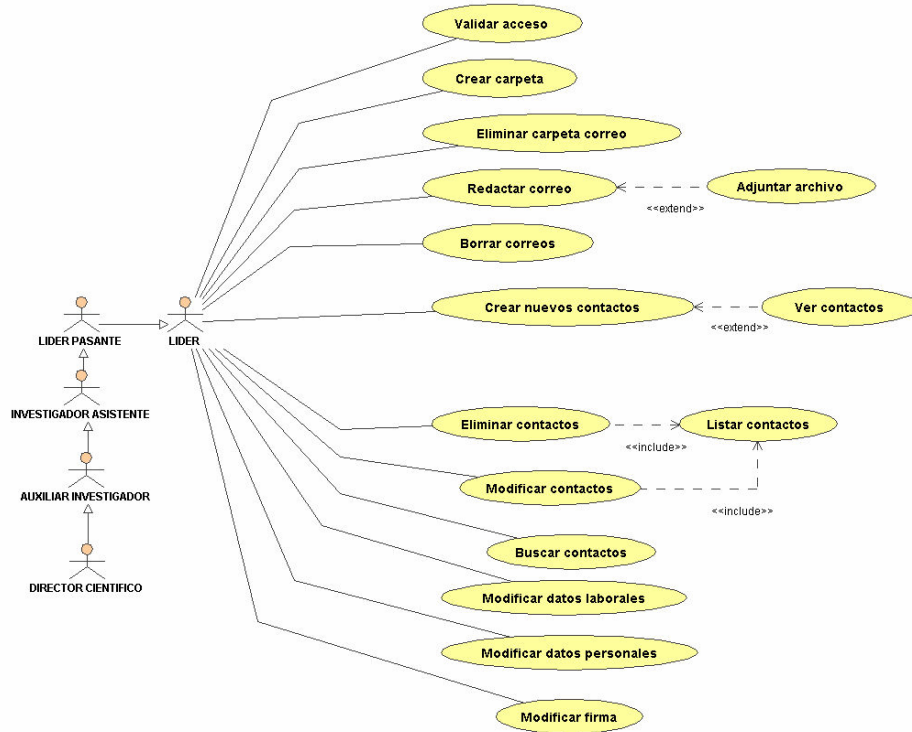 Validar acceso
Crear carpeta
Eliminar carpeta correo
Redactar correo
Adjuntar archivo
<<extend>>
Borrar correos
Crear nuevos contactos
Ver contactos
<<extend>>
LIDER PASANTE
LIDER
INVESTIGADOR ASISTENTE
Eliminar contactos
Listar contactos
<<include>>
AUXILIAR INVESTIGADOR
Modificar contactos
<<include>>
Buscar contactos
DIRECTOR CIENTIFICO
Modificar datos laborales
Modificar datos personales
Modificar firma